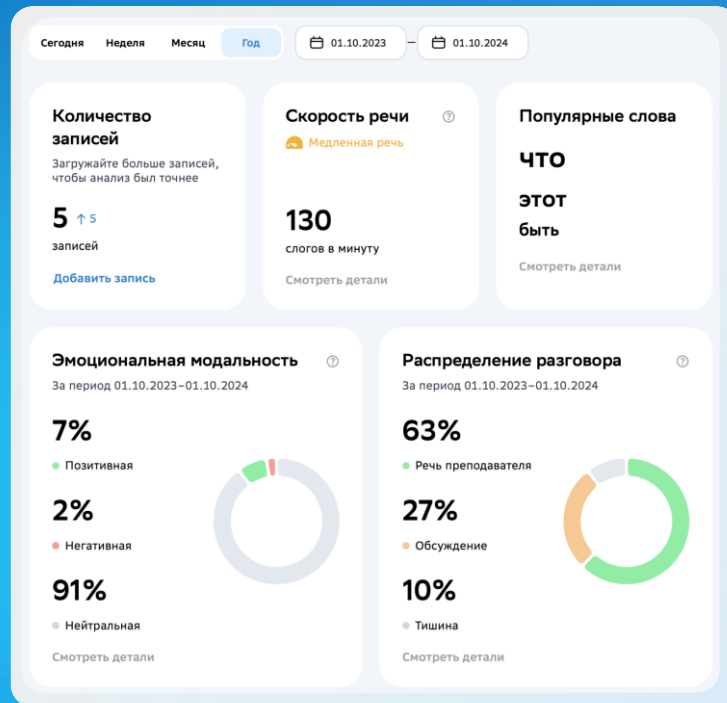 Сегодня Неделя Месяц Год 01.10.2023 – 01.10.2024
Количество
записей
Загружайте больше записей,
чтобы анализ был точнее
5 ↑ 5
записей
Добавить запись
Скорость речи ?
Медленная речь
130
слогов в минуту
Смотреть детали
Популярные слова
что
этот
быть
Смотреть детали
Эмоциональная модальность ?
За период 01.10.2023–01.10.2024
7%
Позитивная
2%
Негативная
91%
Нейтральная
Смотреть детали
Распределение разговора ?
За период 01.10.2023–01.10.2024
63%
Речь преподавателя
27%
Обсуждение
10%
Тишина
Смотреть детали